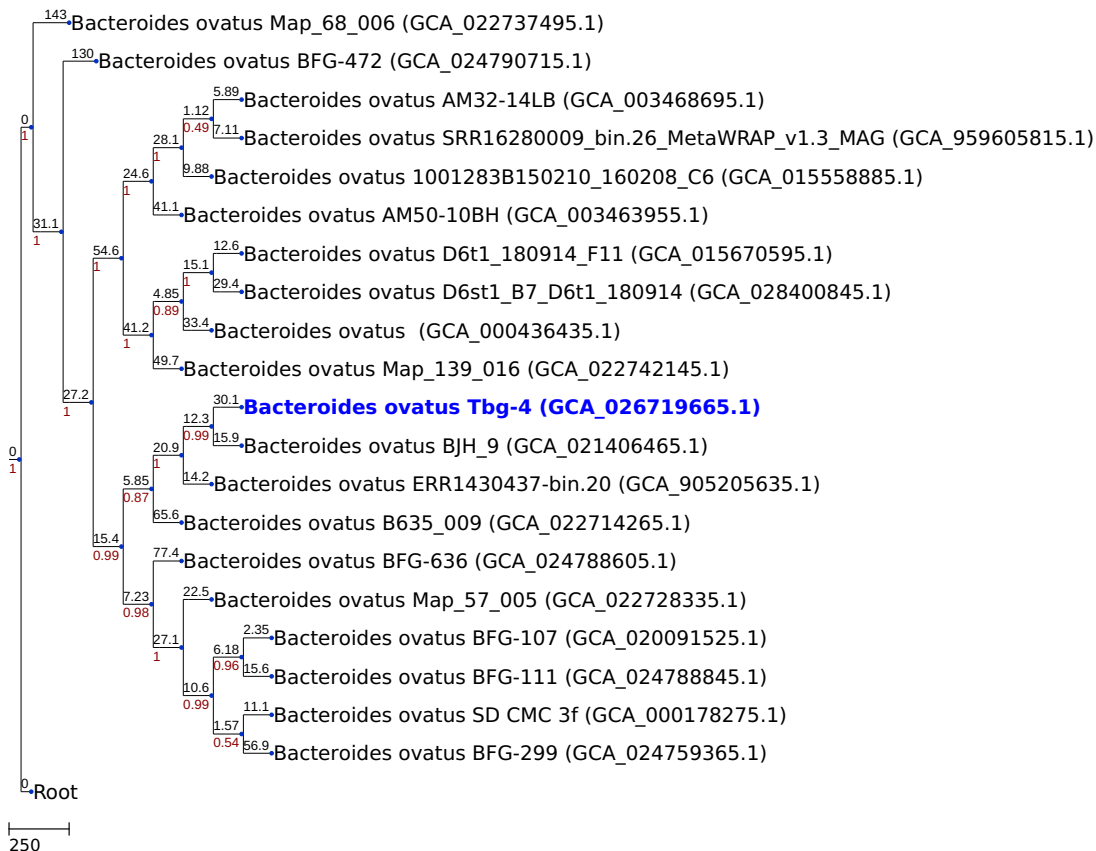 143 Bacteroides ovatus Map_68_006 (GCA_022737495.1)
130 Bacteroides ovatus BFG-472 (GCA_024790715.1)
5.89 Bacteroides ovatus AM32-14LB (GCA_003468695.1)
1.12
0
1
0.49 7.11 Bacteroides ovatus SRR16280009_bin.26_MetaWRAP_v1.3_MAG (GCA_959605815.1)
28.1
1
9.88 Bacteroides ovatus 1001283B150210_160208_C6 (GCA_015558885.1)
24.6
1
41.1 Bacteroides ovatus AM50-10BH (GCA_003463955.1)
31.1
1
12.6 Bacteroides ovatus D6t1_180914_F11 (GCA_015670595.1)
54.6
1
15.1
1
29.4 Bacteroides ovatus D6st1_B7_D6t1_180914 (GCA_028400845.1)
4.85
0.89
33.4 Bacteroides ovatus (GCA_000436435.1)
41.2
1
49.7 Bacteroides ovatus Map_139_016 (GCA_022742145.1)
27.2
1
30.1 Bacteroides ovatus Tbg-4 (GCA_026719665.1)
12.3
0.99
15.9 Bacteroides ovatus BJH_9 (GCA_021406465.1)
0
1
20.9
1
14.2 Bacteroides ovatus ERR1430437-bin.20 (GCA_905205635.1)
5.85
0.87
65.6 Bacteroides ovatus B635_009 (GCA_022714265.1)
15.4
0.99
77.4 Bacteroides ovatus BFG-636 (GCA_024788605.1)
7.23
0.98
22.5 Bacteroides ovatus Map_57_005 (GCA_022728335.1)
27.1
1
2.35 Bacteroides ovatus BFG-107 (GCA_020091525.1)
6.18
0.96
15.6 Bacteroides ovatus BFG-111 (GCA_024788845.1)
10.6
0.99
11.1 Bacteroides ovatus SD CMC 3f (GCA_000178275.1)
1.57
0.54
56.9 Bacteroides ovatus BFG-299 (GCA_024759365.1)
0 Root
250